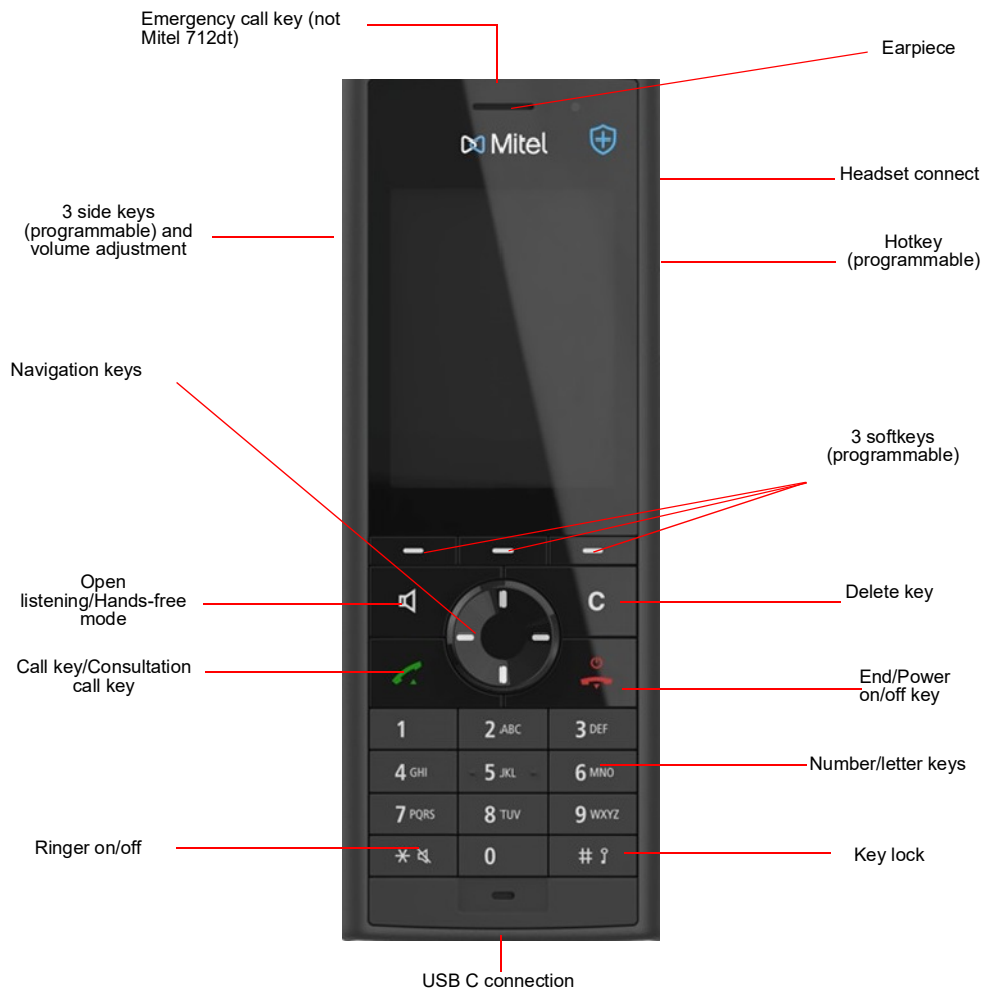 Emergency call key (not
Mitel 712dt)
Earpiece
Mitel
Headset connect
3 side keys
(programmable) and
volume adjustment
Hotkey
(programmable)
Navigation keys
3 softkeys
(programmable)
Open
listening/Hands-free
mode
C
Delete key
Call key/Consultation
call key
End/Power
on/off key
1
2 ABC
3 DEF
4 GHI
5 JKL
6 MNO
Number/letter keys
7 PQRS
8 TUV
9 WXYZ
Ringer on/off
*
0
#
Key lock
USB C connection